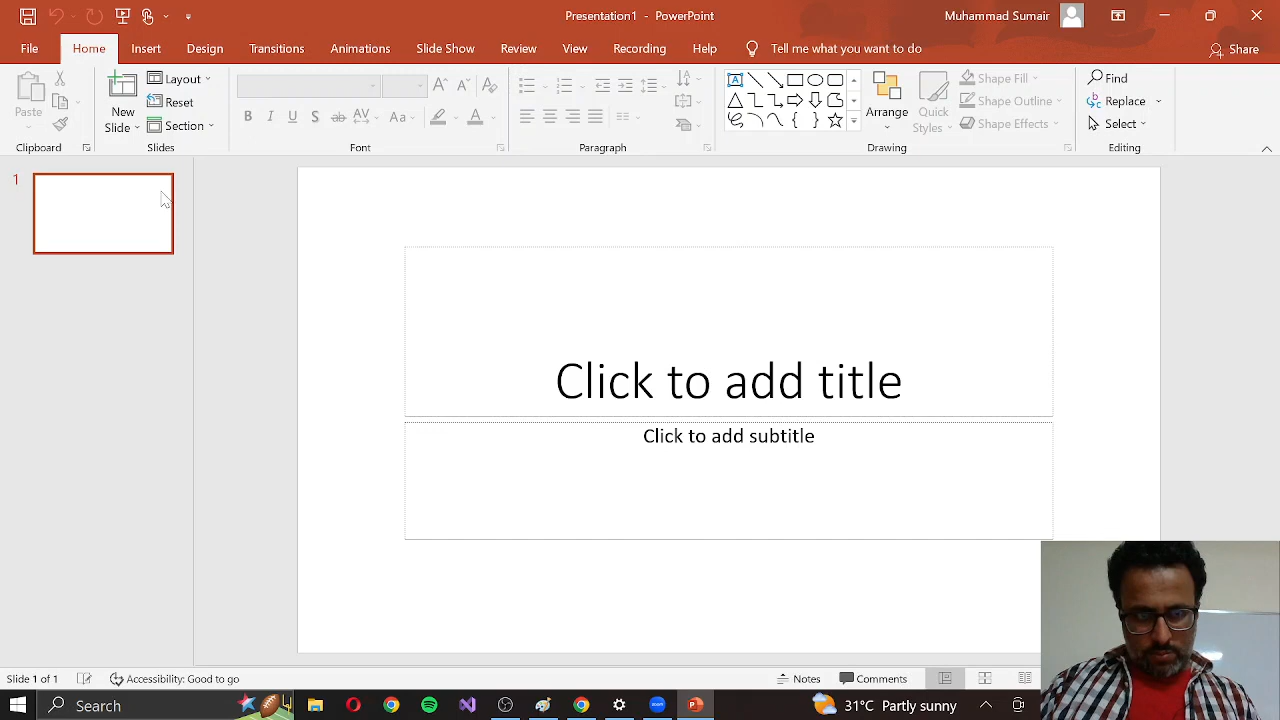 Presentation1 - PowerPoint
Muhammad Sumair
File Home Insert Design Transitions Animations Slide Show Review View Recording Help Tell me what you want to do Share
Paste
New
Slide
Layout
Reset
Section
B I U S ab AV Aa A
Arrange
Quick
Styles
Shape Fill
Shape Outline
Shape Effects
Find
Replace
Select
Clipboard Slides Font Paragraph Drawing Editing
1
Click to add title
Click to add subtitle
Slide 1 of 1 Accessibility: Good to go Notes Comments
Search 31°C Partly sunny